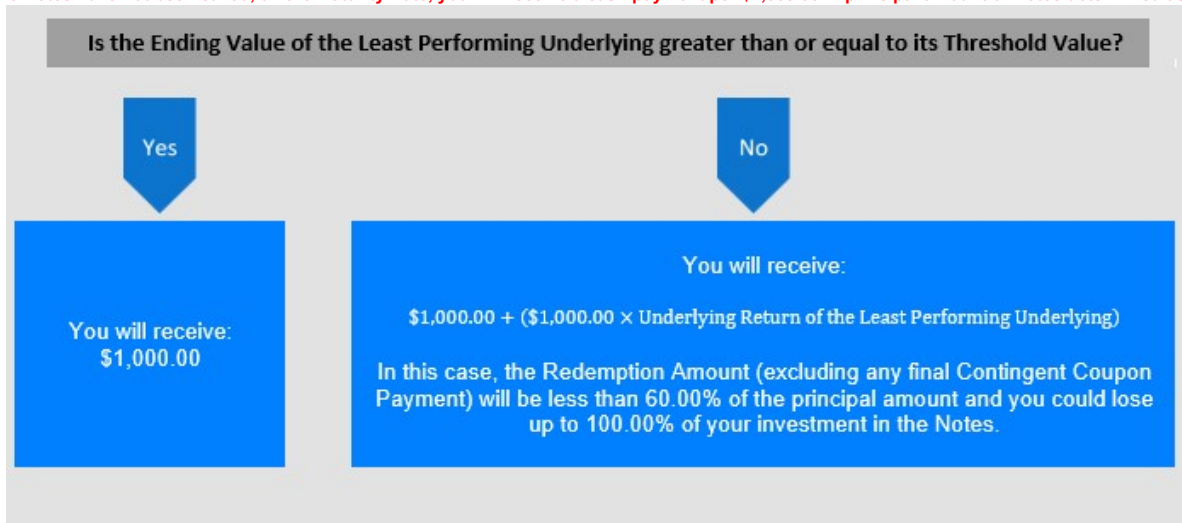 Is the Ending Value of the Least Performing Underlying greater than or equal to its Threshold Value?
Yes
No
You will receive:
$1,000.00
You will receive:
$1,000.00 + ($1,000.00 × Underlying Return of the Least Performing Underlying)
In this case, the Redemption Amount (excluding any final Contingent Coupon
Payment) will be less than 60.00% of the principal amount and you could lose
up to 100.00% of your investment in the Notes.